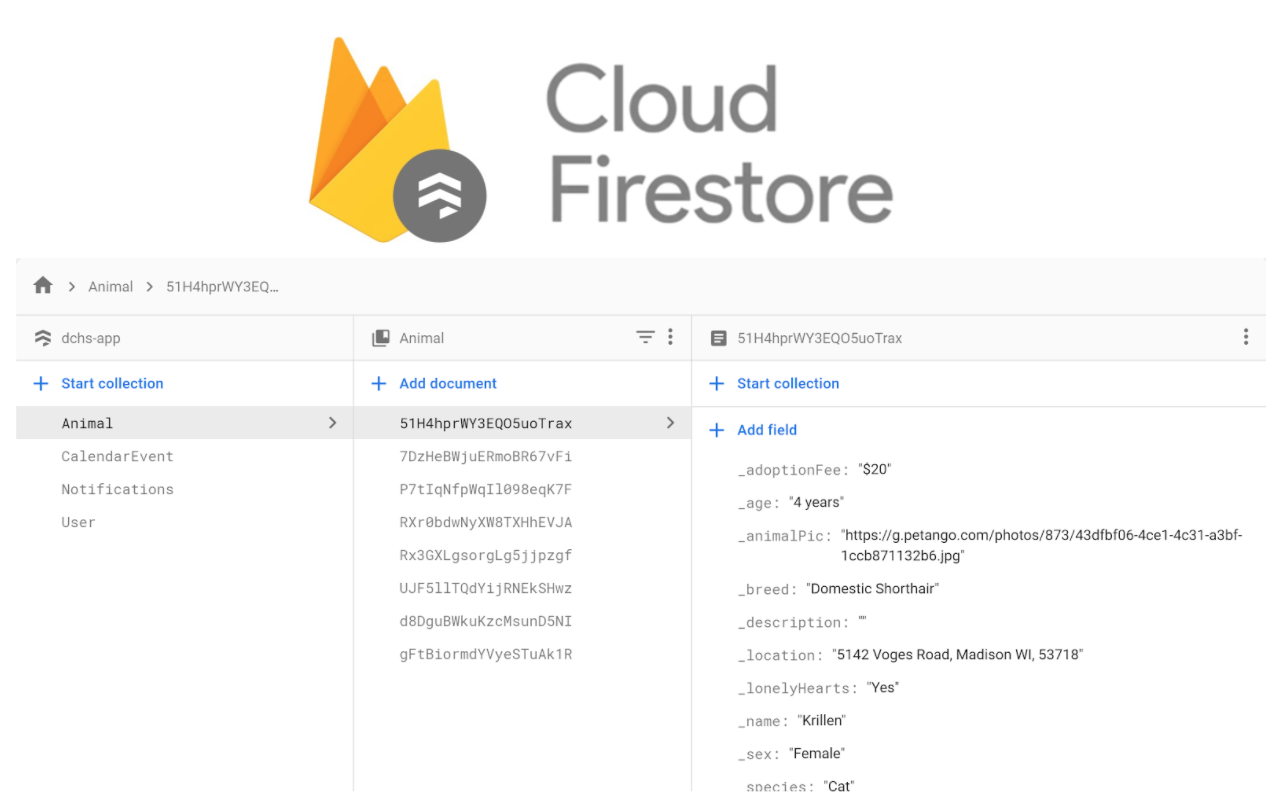 Cloud
Firestore
Animal
51H4hprWY3EQ…
dchs-app
Animal
51H4hprWY3EQO5uoTrax
Start collection
Add document
Start collection
Animal
CalendarEvent
Notifications
User
51H4hprWY3EQO5uoTrax
7DzHeBWjuERmoBR67vFi
P7tIqNfpWqIl098eqK7F
RXr0bdwNyXW8TXHhEVJA
Rx3GXLgsorgLg5jjpzgf
UJF5llTQdYijRNEkSHwz
d8DguBWkuKzcMsunD5NI
gFtBiormdYVyeSTuAk1R
Add field
_adoptionFee: "$20"
_age: "4 years"
_animalPic: "https://g.petango.com/photos/873/43dfbf06-4ce1-4c31-a3bf-
1ccb871132b6.jpg"
_breed: "Domestic Shorthair"
_description: ""
_location: "5142 Voges Road, Madison WI, 53718"
_lonelyHearts: "Yes"
_name: "Krillen"
_sex: "Female"
_species: "Cat"